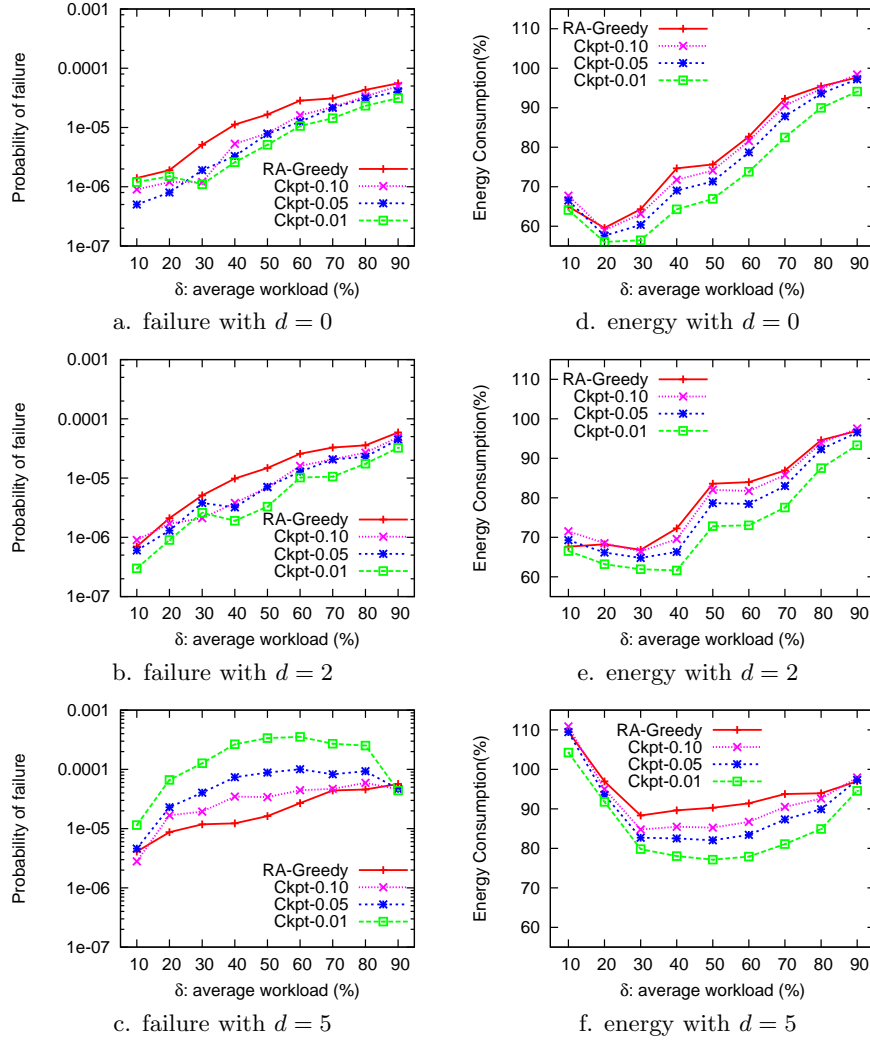 0.001
0.0001
1e-05
1e-06
1e-07
Probability of failure
RA-Greedy
Ckpt-0.10
Ckpt-0.05
Ckpt-0.01
10 20 30 40 50 60 70 80 90
δ: average workload (%)
a. failure with d = 0
110
100
90
80
70
60
Energy Consumption(%)
RA-Greedy
Ckpt-0.10
Ckpt-0.05
Ckpt-0.01
10 20 30 40 50 60 70 80 90
δ: average workload (%)
d. energy with d = 0
0.001
0.0001
1e-05
1e-06
1e-07
Probability of failure
RA-Greedy
Ckpt-0.10
Ckpt-0.05
Ckpt-0.01
10 20 30 40 50 60 70 80 90
δ: average workload (%)
b. failure with d = 2
110
100
90
80
70
60
Energy Consumption(%)
RA-Greedy
Ckpt-0.10
Ckpt-0.05
Ckpt-0.01
10 20 30 40 50 60 70 80 90
δ: average workload (%)
e. energy with d = 2
0.001
0.0001
1e-05
1e-06
1e-07
Probability of failure
RA-Greedy
Ckpt-0.10
Ckpt-0.05
Ckpt-0.01
10 20 30 40 50 60 70 80 90
δ: average workload (%)
c. failure with d = 5
110
100
90
80
70
60
Energy Consumption(%)
RA-Greedy
Ckpt-0.10
Ckpt-0.05
Ckpt-0.01
10 20 30 40 50 60 70 80 90
δ: average workload (%)
f. energy with d = 5